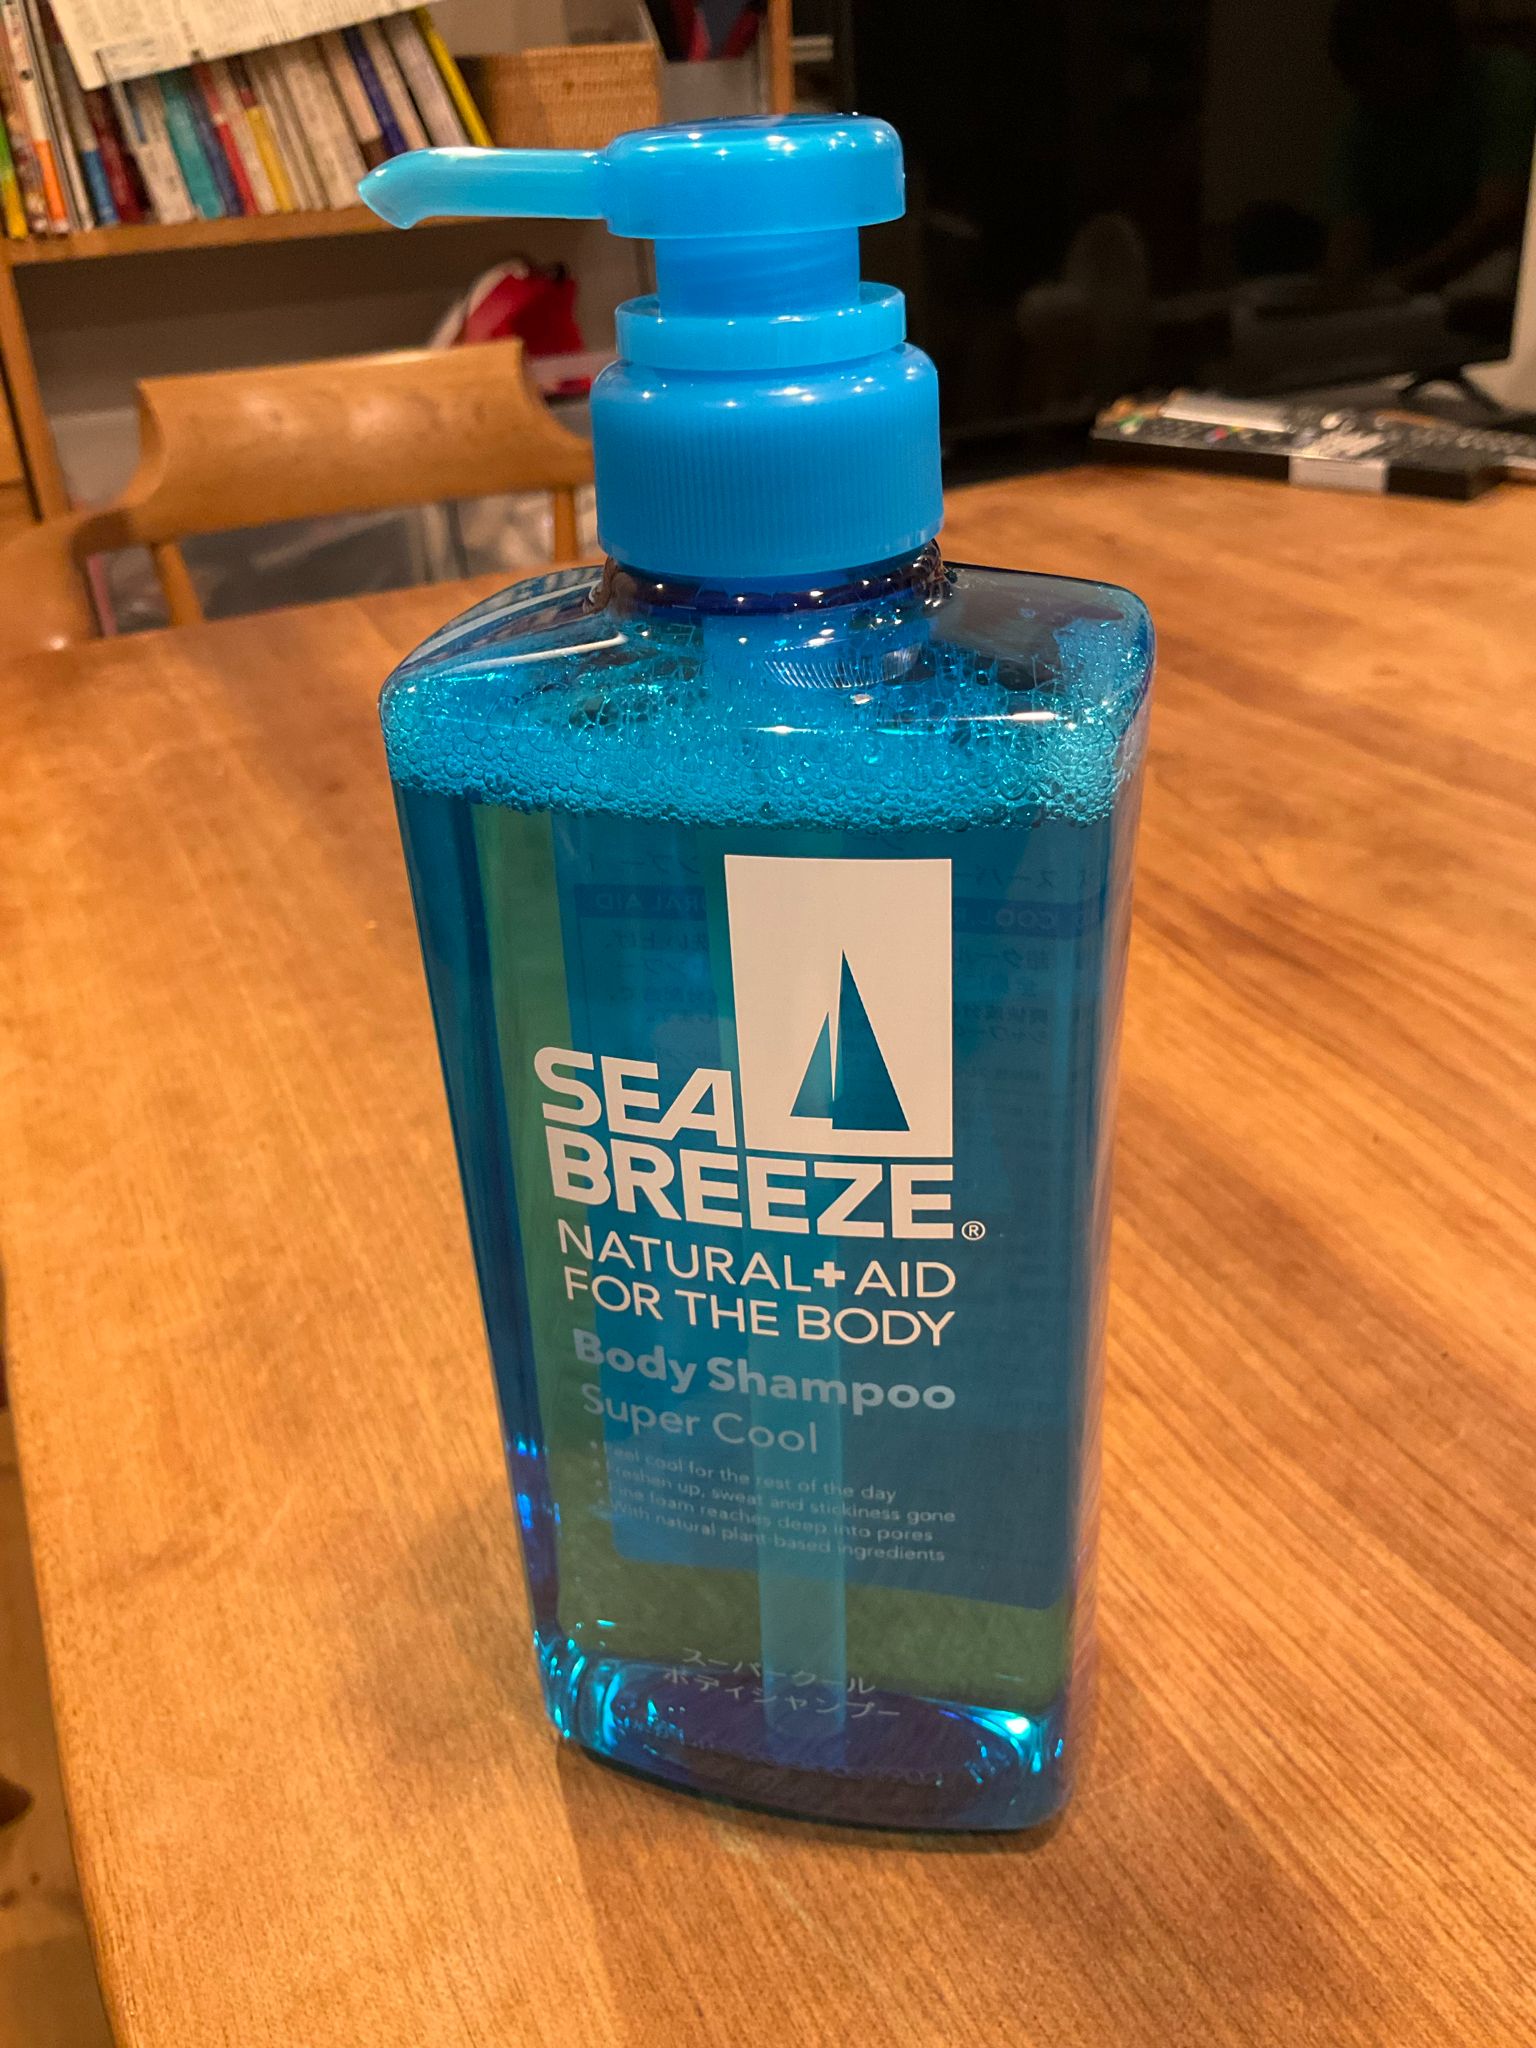 SEA
BREEZE®
NATURAL+AID
FOR THE BODY
Body Shampoo
Super Cool
• Feel cool for the rest of the day
• Freshen up, sweat and stickiness gone
• Fine foam reaches deep into pores
• With natural plant-based ingredients
スーパークール
ボディシャンプー